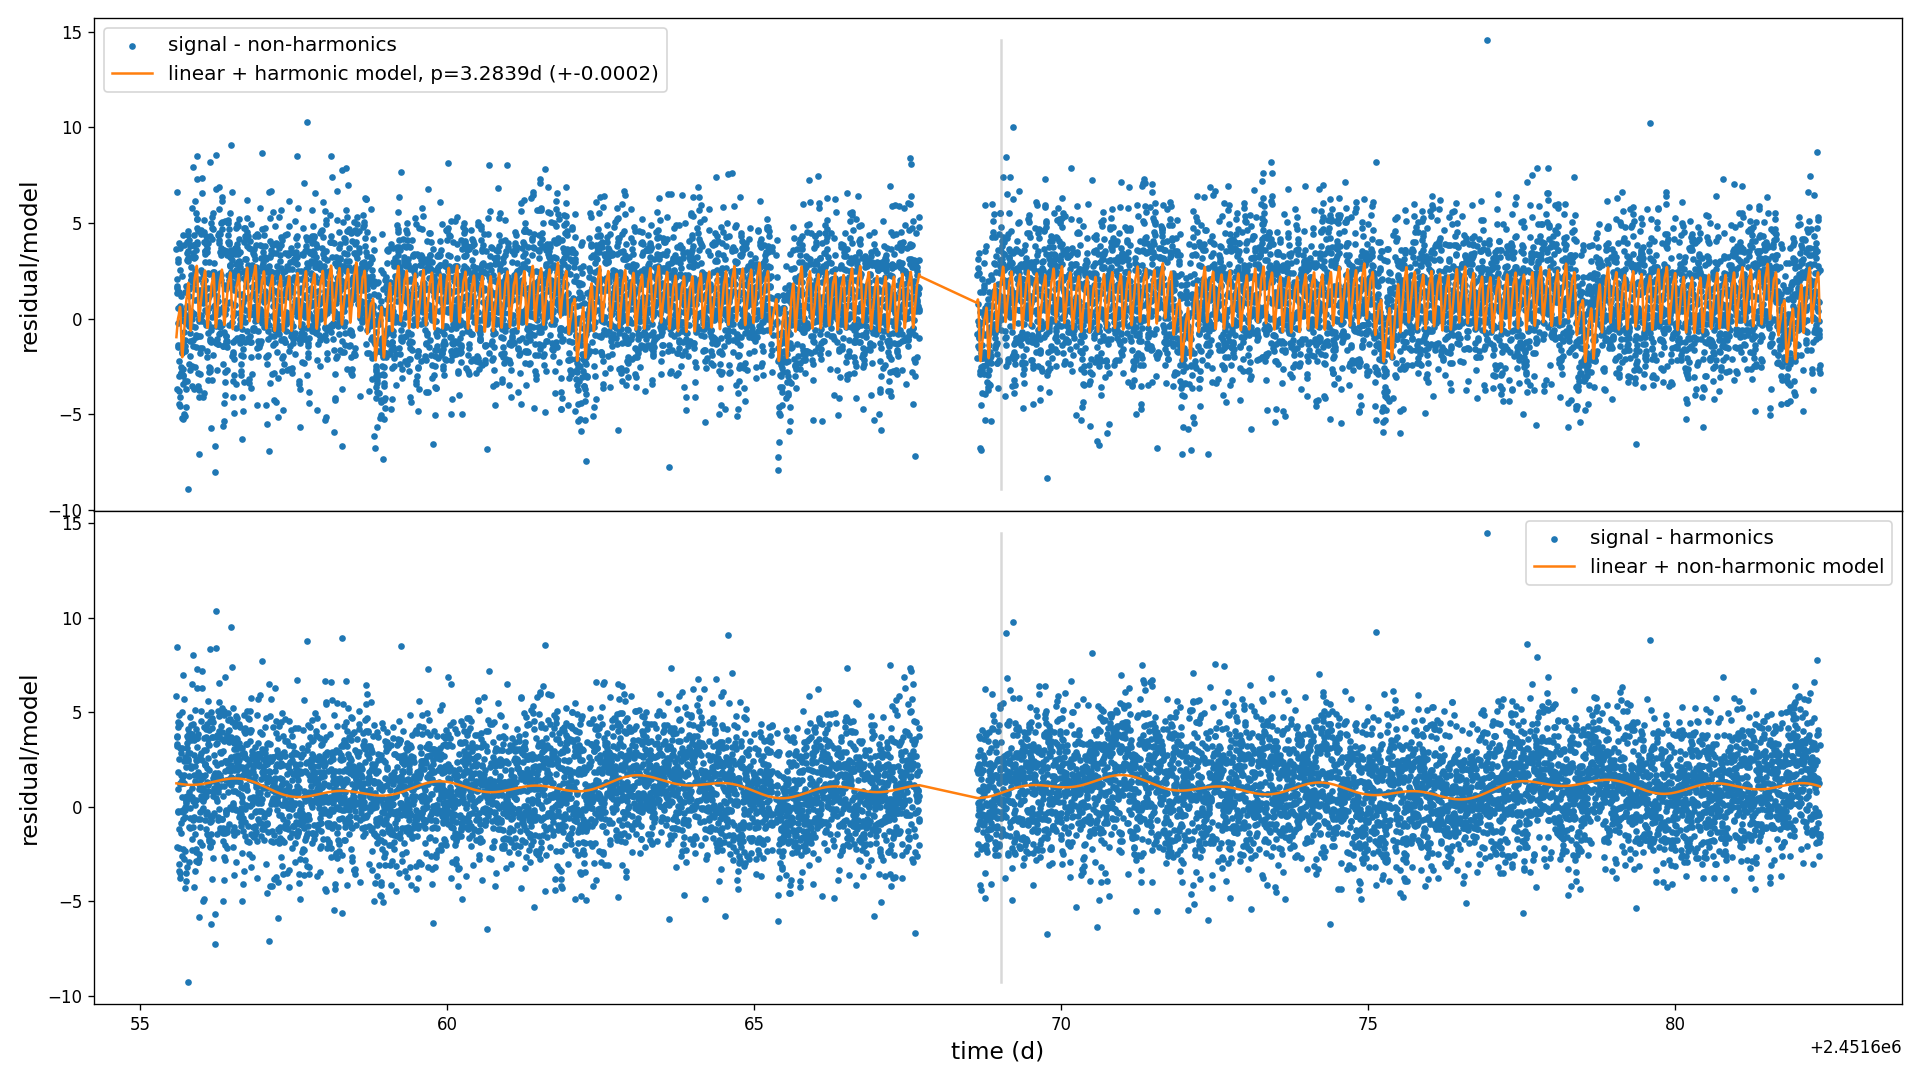 signal - non-harmonics
linear + harmonic model, p=3.2839d (+-0.0002)
15
10
5
0
−5
−10
residual/model
signal - harmonics
linear + non-harmonic model
15
10
5
0
−5
−10
residual/model
55 60 65 70 75 80
time (d)
+2.4516e6